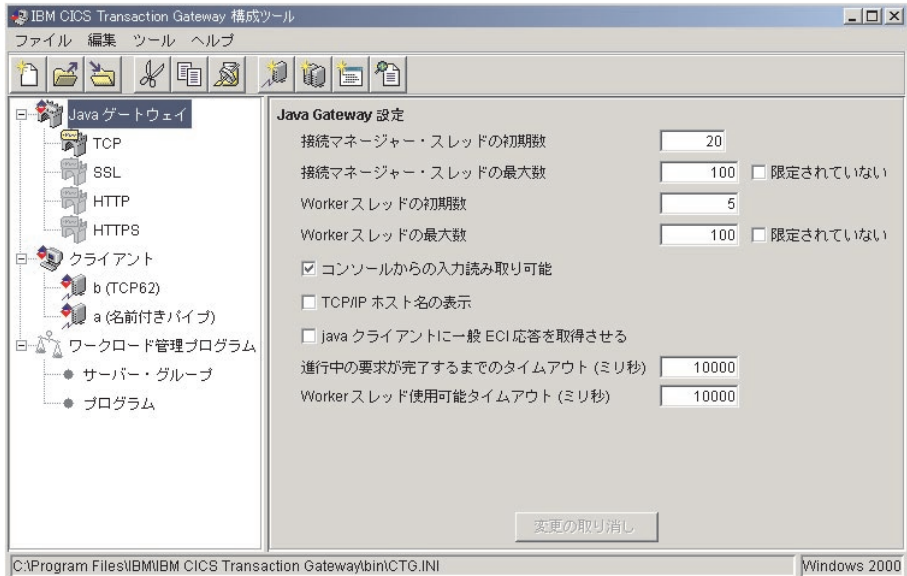 IBM CICS Transaction Gateway 構成ツール
ファイル 編集 ツール ヘルプ
Java ゲートウェイ
TCP
SSL
HTTP
HTTPS
クライアント
b (TCP62)
a (名前付きパイプ)
ワークロード管理プログラム
サーバー・グループ
プログラム
Java Gateway 設定
接続マネージャー・スレッドの初期数 20
接続マネージャー・スレッドの最大数 100 限定されていない
Worker スレッドの初期数 5
Worker スレッドの最大数 100 限定されていない
コンソールからの入力読み取り可能
TCP/IP ホスト名の表示
java クライアントに一般 ECI 応答を取得させる
進行中の要求が完了するまでのタイムアウト (ミリ秒) 10000
Worker スレッド使用可能タイムアウト (ミリ秒) 10000
変更の取り消し
C:\Program Files\IBM\IBM CICS Transaction Gateway\bin\CTG.INI
Windows 2000